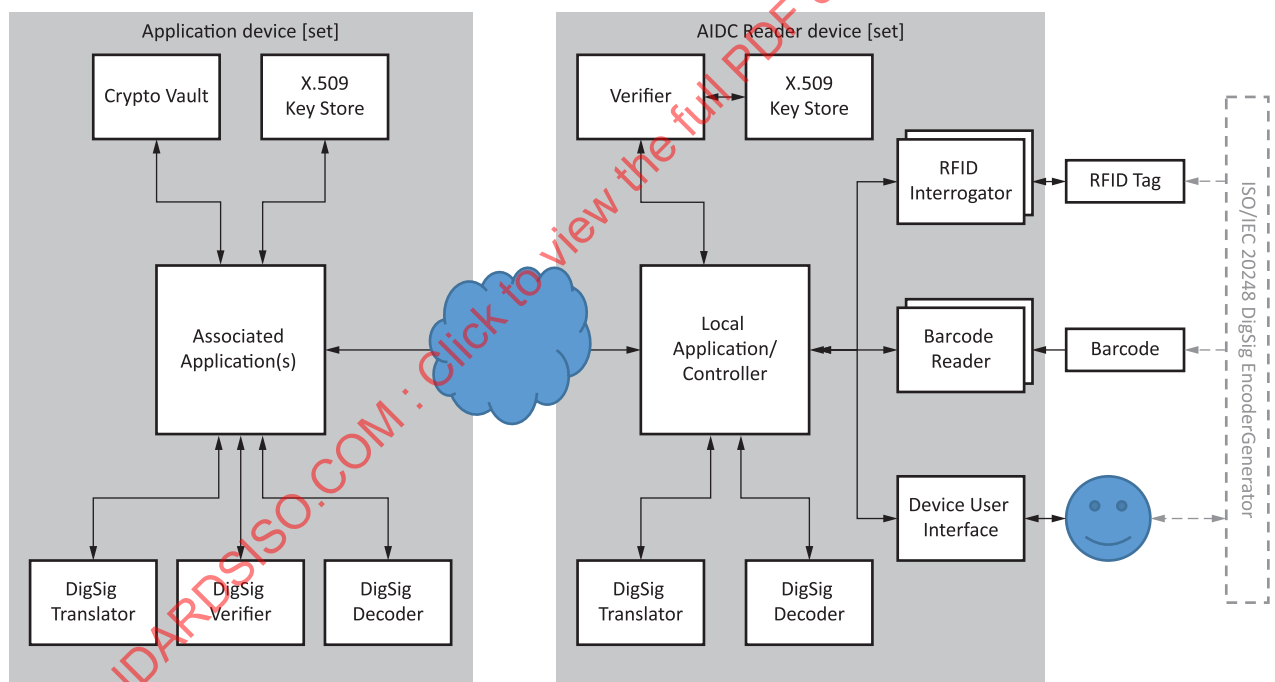 Application device [set]
Crypto Vault
X.509
Key Store
Associated
Application(s)
DigSig
Translator
DigSig
Verifier
DigSig
Decoder
AIDC Reader device [set]
Verifier
X.509
Key Store
Local
Application/
Controller
DigSig
Translator
DigSig
Decoder
RFID
Interrogator
Barcode
Reader
Device User
Interface
RFID Tag
Barcode
ISO/IEC 20248 DigSig EncoderGenerator
IDARDSISO.COM : Click to view the full PDF